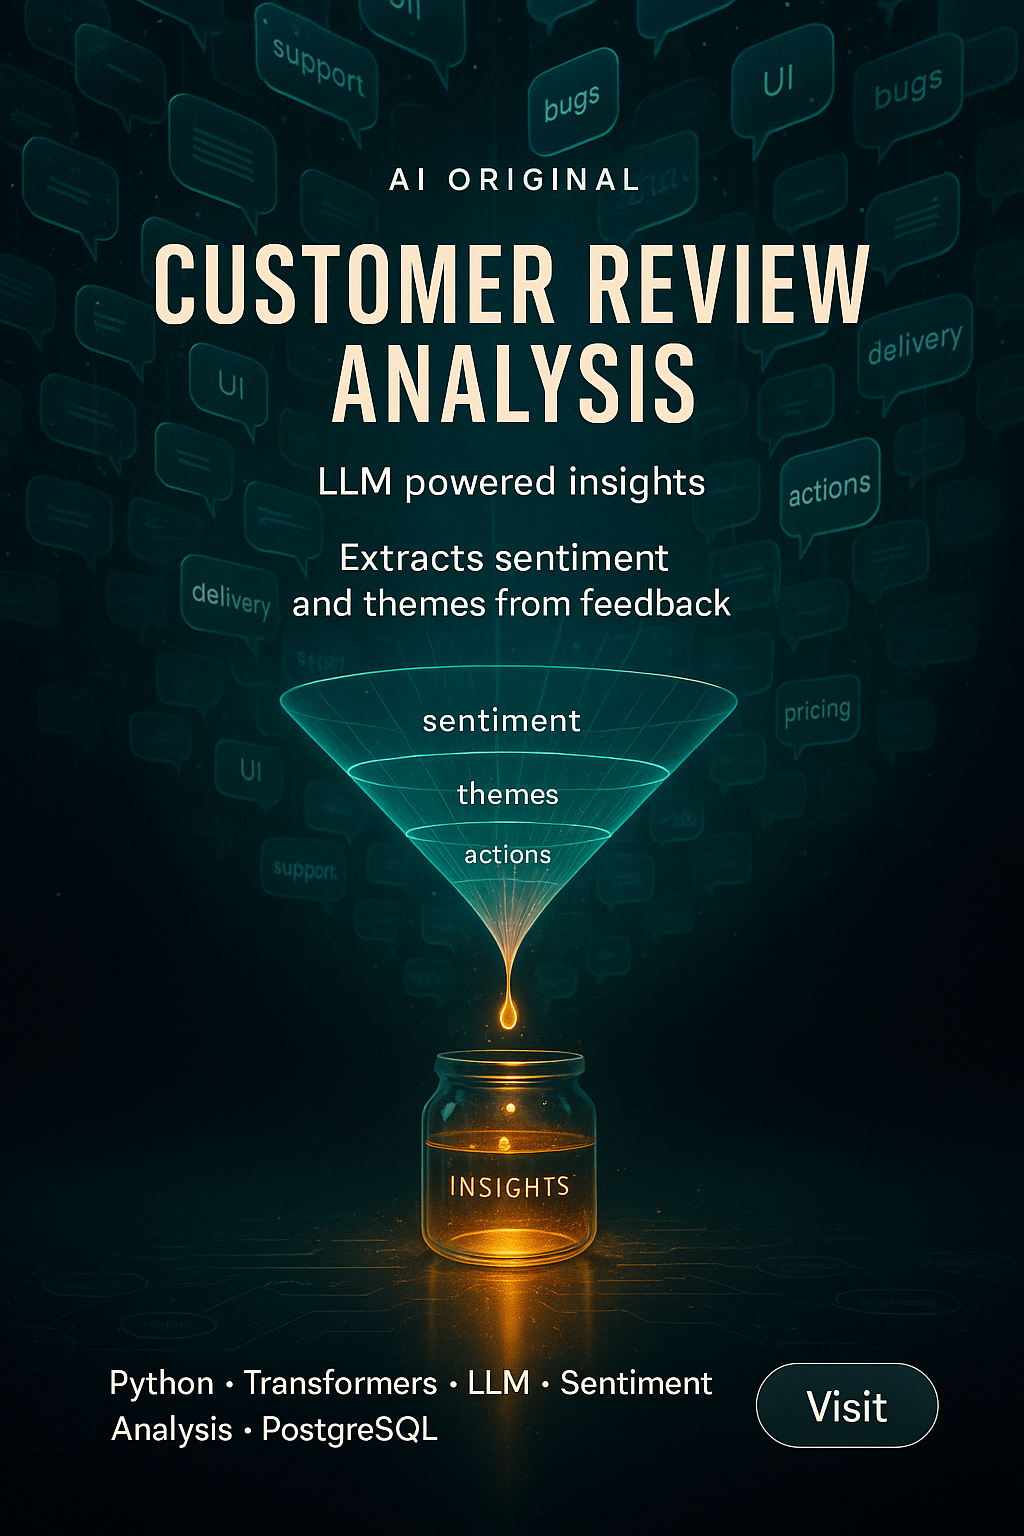 support
bugs
UI
bugs
AI ORIGINAL
CUSTOMER REVIEW
ANALYSIS
delivery
UI
LLM powered insights
actions
Extracts sentiment
and themes from feedback
delivery
sentiment
pricing
UI
themes
actions
support
INSIGHTS
Python • Transformers • LLM • Sentiment
Analysis • PostgreSQL
Visit